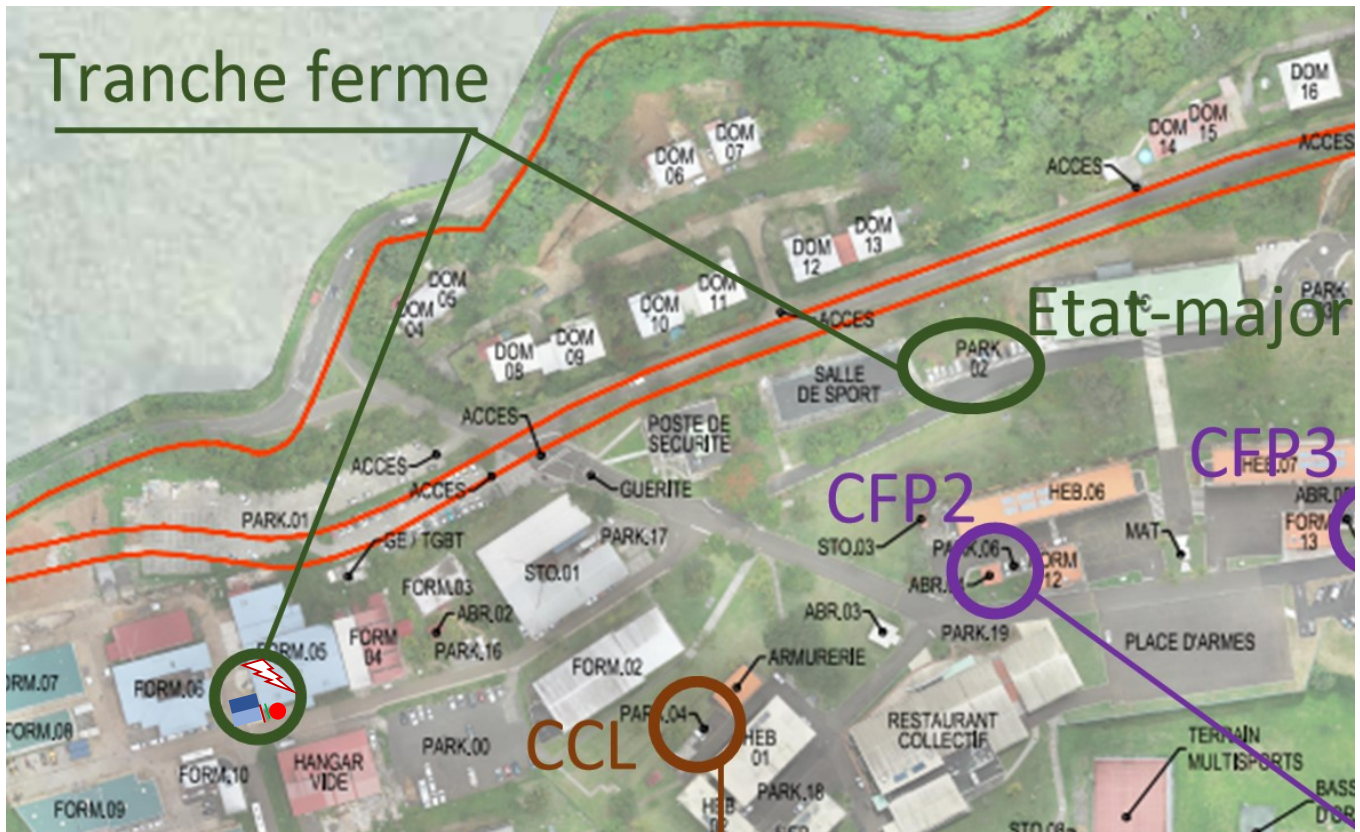 Tranche ferme
DOM
16
DOM
15
DOM
14
DOM
07
DOM
06
ACCES
ACCES
DOM
13
DOM
12
DOM
05
DOM
04
DOM
11
DOM
10
ACCES
Etat-major
PARK
DOM
09
DOM
08
PARK
02
SALLE
DE SPORT
ACCES
POSTE DE
SECURITE
ACCES
ACCES
GUERITE
CFP3
HEB.07
CFP2
HEB.06
PARK.01
PARK.17
MAT
FORM
13
GE / TGBT
STO.03
PARK.06
FORM
12
STO.01
FORM.03
ABR.02
ABR.03
PARK.19
PLACE D'ARMES
FORM.05
FORM
04
PARK.16
FORM.02
ARMURERIE
FORM.06
ORM.07
FORM.08
PARK.04
CCL
HEB
01
RESTAURANT
COLLECTIF
PARK.00
TERRAIN
MULTISPORTS
HANGAR
VIDE
FORM.10
FORM.09
PARK.18
BASS
D'OR